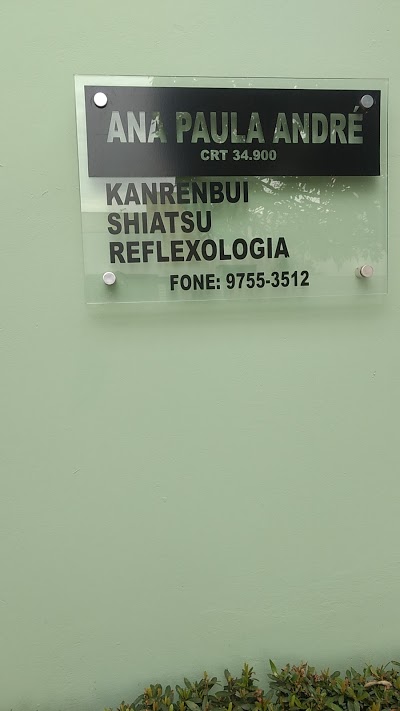 ANA PAULA ANDRÉ
CRT 34.900
KANRENBUI
SHIATSU
REFLEXOLOGIA
FONE: 9755-3512